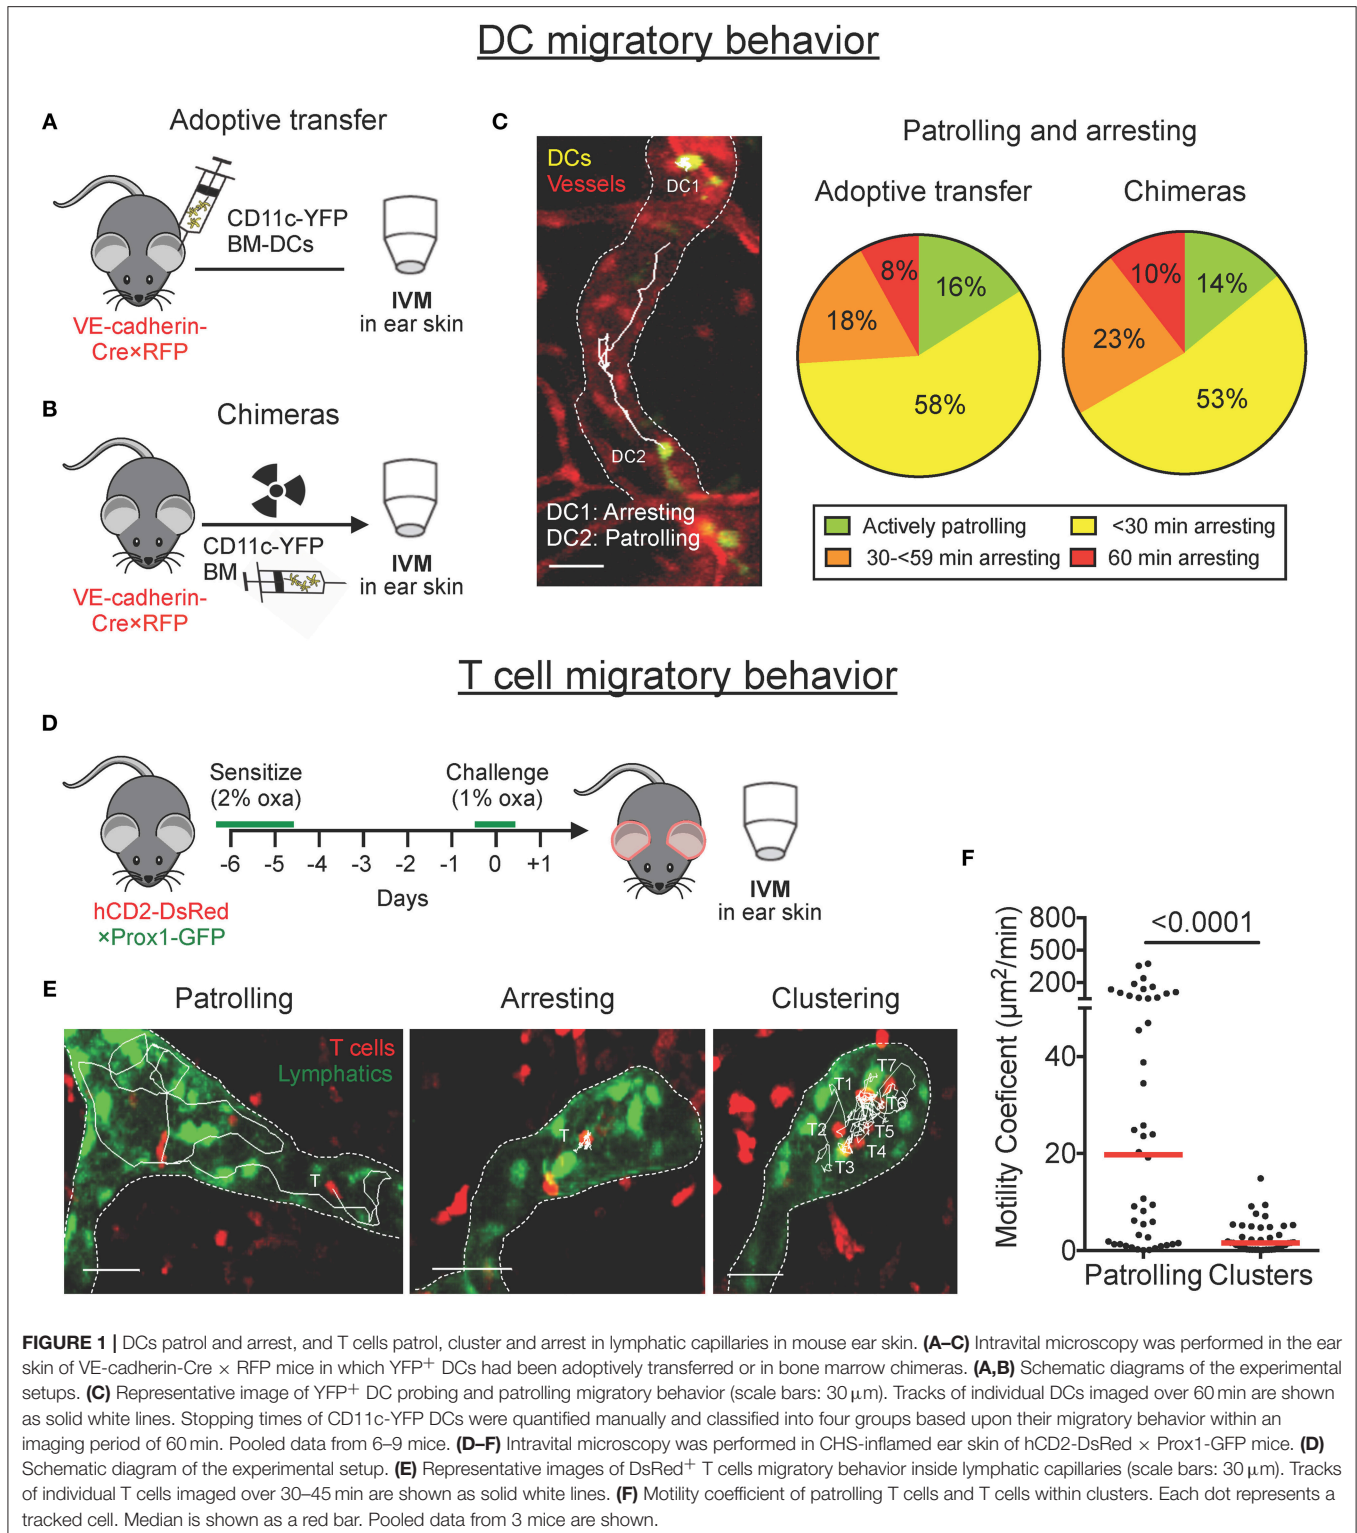 DC migratory behavior
A
Adoptive transfer
CD11c-YFP
BM-DCs
VE-cadherin-
Cre×RFP
IVM
in ear skin
B
Chimeras
CD11c-YFP
BM
VE-cadherin-
Cre×RFP
IVM
in ear skin
C
DCs
Vessels
DC1
DC2
DC1: Arresting
DC2: Patrolling
Patrolling and arresting
Adoptive transfer
Chimeras
8%
16%
18%
58%
10%
14%
23%
53%
Actively patrolling
<30 min arresting
30-<59 min arresting
60 min arresting
T cell migratory behavior
D
Sensitize
(2% oxa)
Challenge
(1% oxa)
-6 -5 -4 -3 -2 -1 0 +1
Days
hCD2-DsRed
×Prox1-GFP
IVM
in ear skin
E
Patrolling
T cells
Lymphatics
T
Arresting
T
Clustering
T1
T7
T6
T2
T5
T4
T3
F
<0.0001
Motility Coeficent (µm²/min)
800
500
200
40
20
0
Patrolling Clusters
FIGURE 1 | DCs patrol and arrest, and T cells patrol, cluster and arrest in lymphatic capillaries in mouse ear skin. (A–C) Intravital microscopy was performed in the ear
skin of VE-cadherin-Cre × RFP mice in which YFP+ DCs had been adoptively transferred or in bone marrow chimeras. (A,B) Schematic diagrams of the experimental
setups. (C) Representative image of YFP+ DC probing and patrolling migratory behavior (scale bars: 30 µm). Tracks of individual DCs imaged over 60 min are shown
as solid white lines. Stopping times of CD11c-YFP DCs were quantified manually and classified into four groups based upon their migratory behavior within an
imaging period of 60 min. Pooled data from 6–9 mice. (D–F) Intravital microscopy was performed in CHS-inflamed ear skin of hCD2-DsRed × Prox1-GFP mice. (D)
Schematic diagram of the experimental setup. (E) Representative images of DsRed+ T cells migratory behavior inside lymphatic capillaries (scale bars: 30 µm). Tracks
of individual T cells imaged over 30–45 min are shown as solid white lines. (F) Motility coefficient of patrolling T cells and T cells within clusters. Each dot represents a
tracked cell. Median is shown as a red bar. Pooled data from 3 mice are shown.